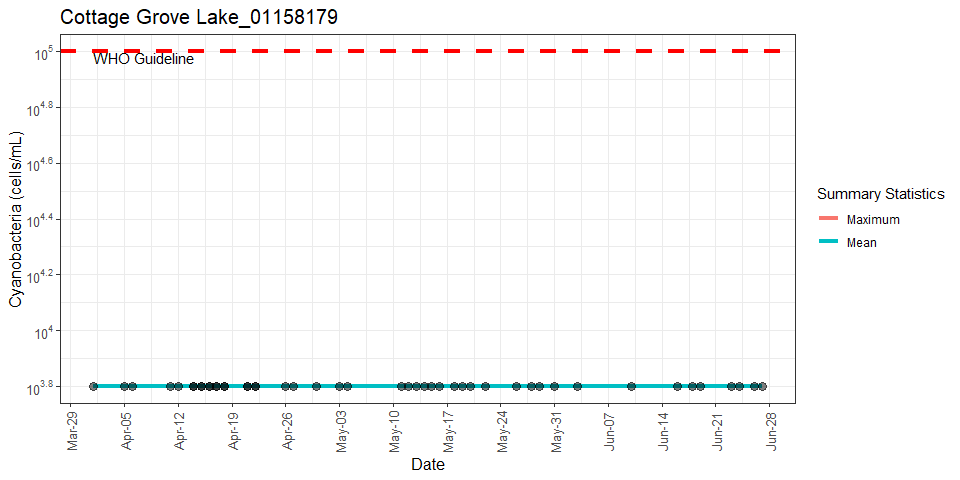 Cottage Grove Lake_01158179
10^5
WHO Guideline
10^4.8
10^4.6
10^4.4
10^4.2
10^4
10^3.8
Cyanobacteria (cells/mL)
Mar-29 Apr-05 Apr-12 Apr-19 Apr-26 May-03 May-10 May-17 May-24 May-31 Jun-07 Jun-14 Jun-21 Jun-28
Date
Summary Statistics
Maximum
Mean